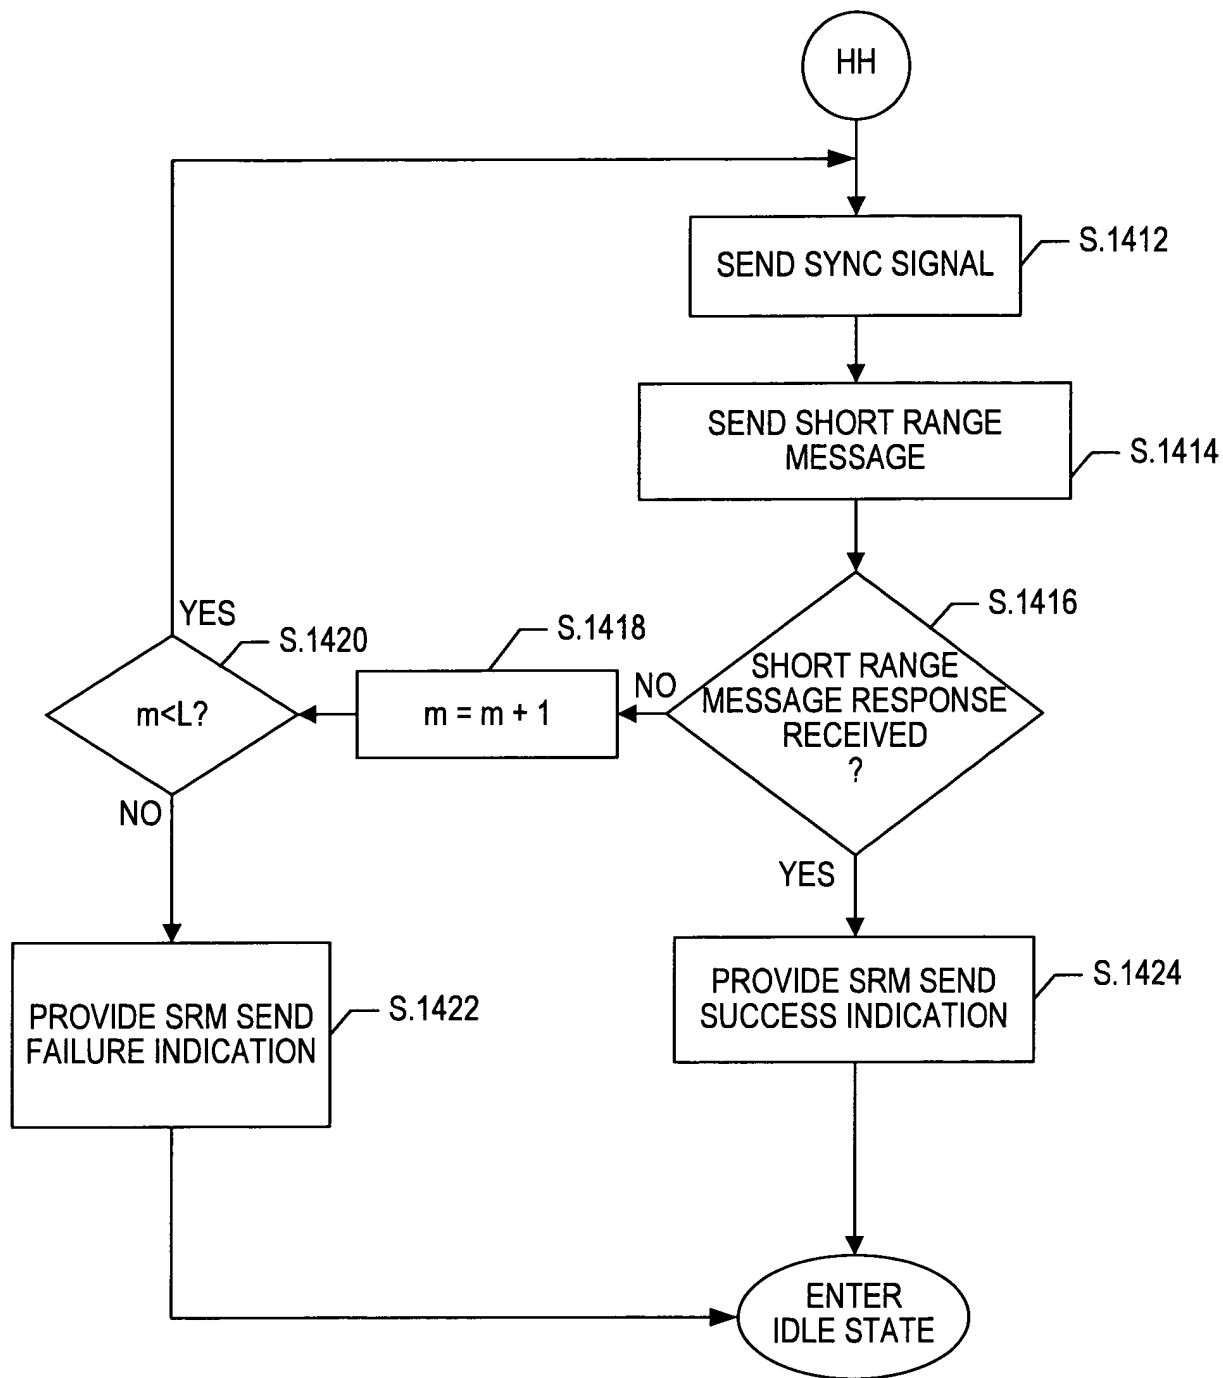 HH
SEND SYNC SIGNAL
S.1412
SEND SHORT RANGE
MESSAGE
S.1414
SHORT RANGE
MESSAGE RESPONSE
RECEIVED
?
S.1416
NO
YES
m = m + 1
S.1418
m<L?
S.1420
YES
NO
PROVIDE SRM SEND
FAILURE INDICATION
S.1422
PROVIDE SRM SEND
SUCCESS INDICATION
S.1424
ENTER
IDLE STATE